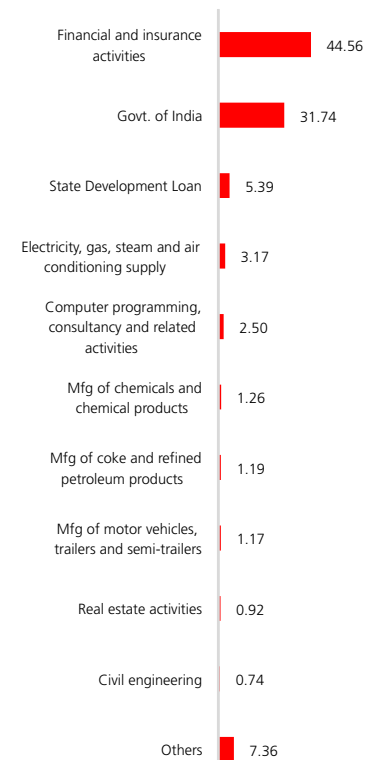 Financial and insurance
activities
44.56
Govt. of India
31.74
State Development Loan
5.39
Electricity, gas, steam and air
conditioning supply
3.17
Computer programming,
consultancy and related
activities
2.50
Mfg of chemicals and
chemical products
1.26
Mfg of coke and refined
petroleum products
1.19
Mfg of motor vehicles,
trailers and semi-trailers
1.17
Real estate activities
0.92
Civil engineering
0.74
Others
7.36